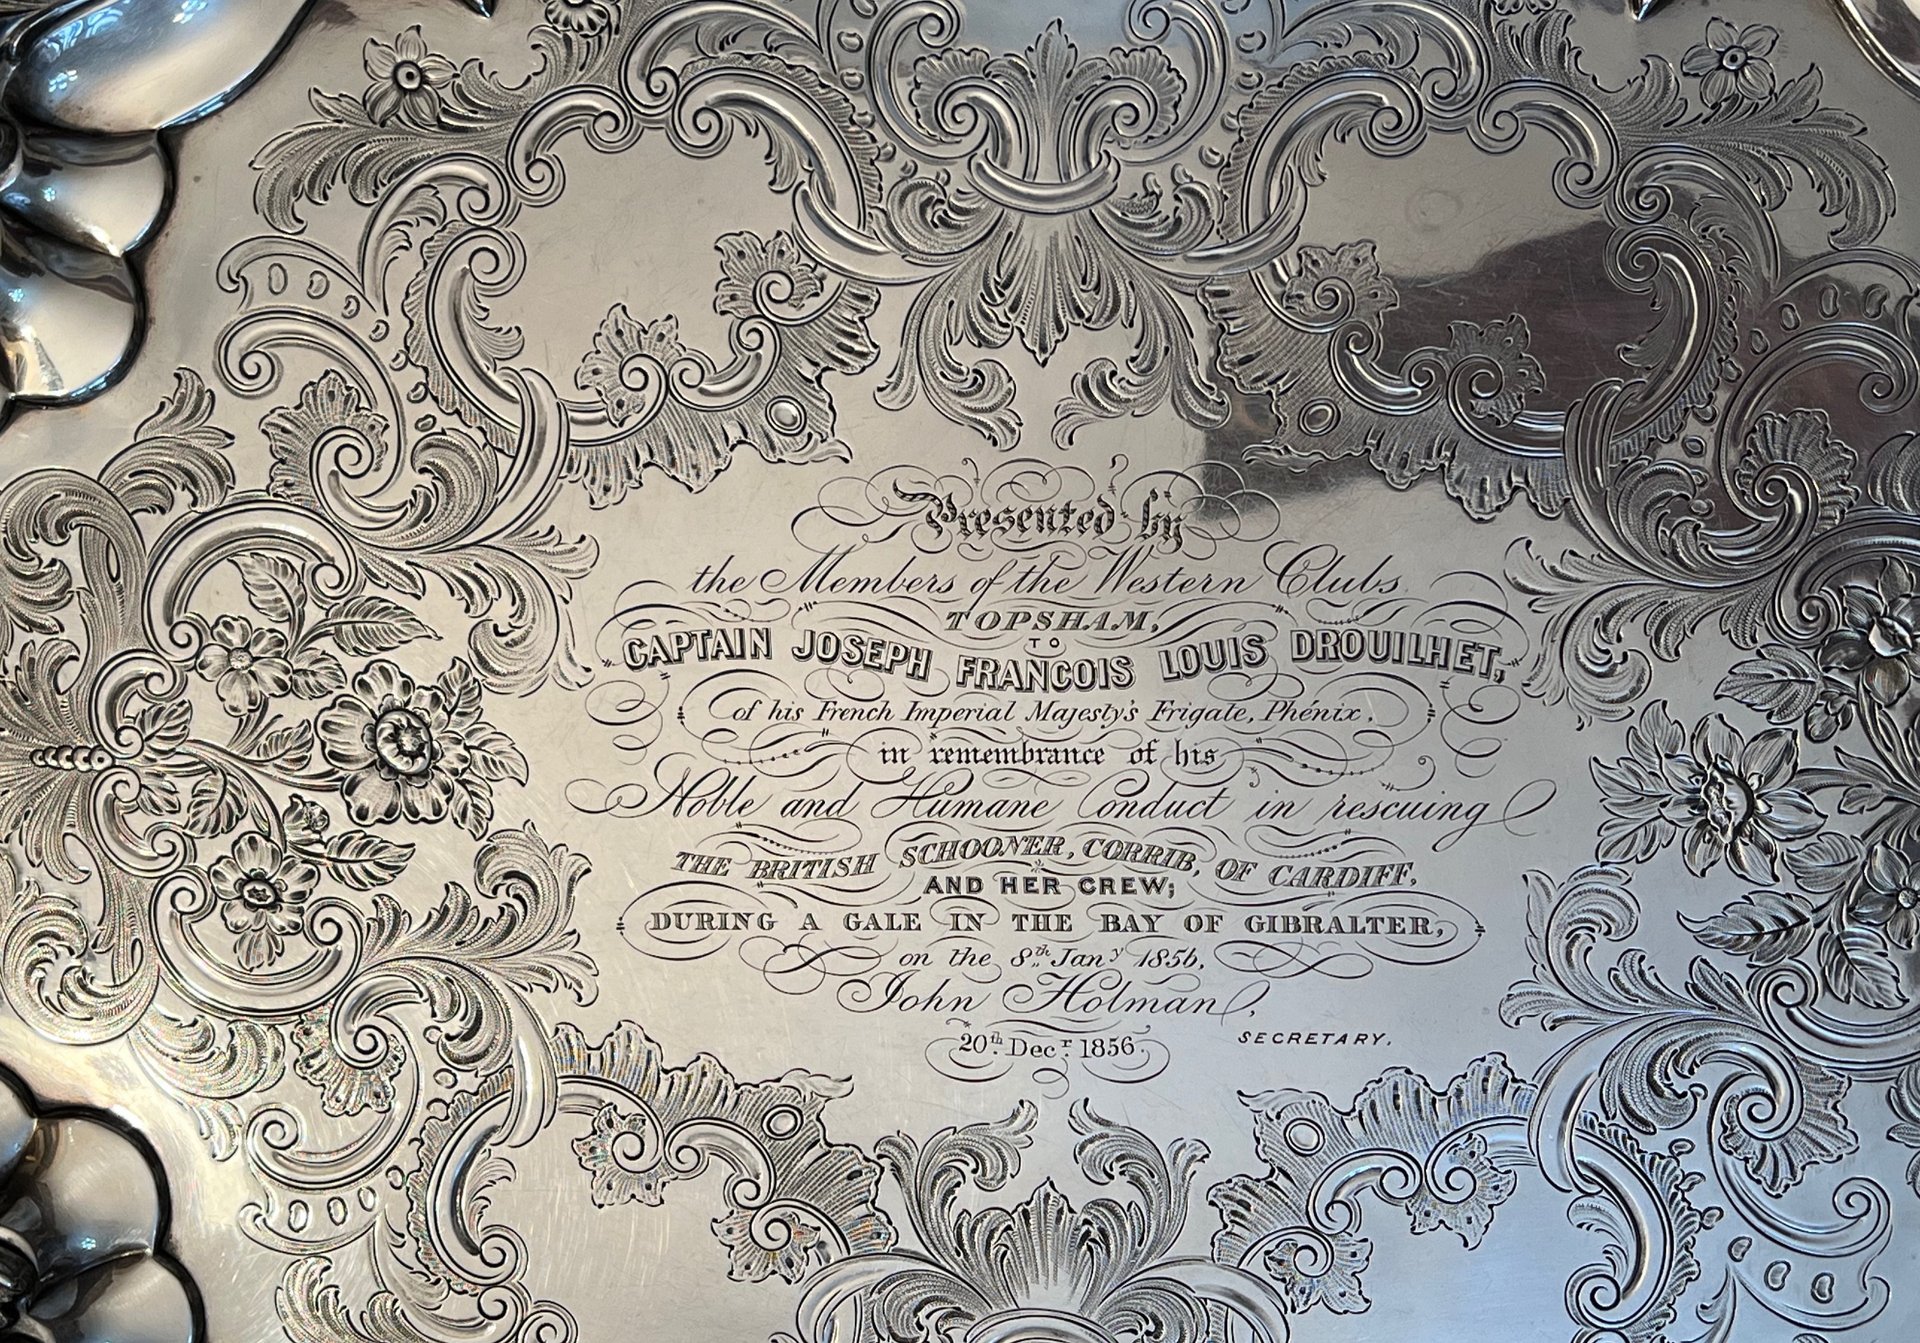 Presented by
the Members of the Western Clubs.
TOPSHAM,
TO
CAPTAIN JOSEPH FRANCOIS LOUIS DROUILHET,
of his French Imperial Majesty's Frigate, Phénix.
in remembrance of his
Noble and Humane Conduct in rescuing
THE BRITISH SCHOONER, CORRIB, OF CARDIFF,
AND HER CREW;
DURING A GALE IN THE BAY OF GIBRALTER,
on the 8th Jany 1856.
John Holman,
SECRETARY.
20th Decr. 1856.